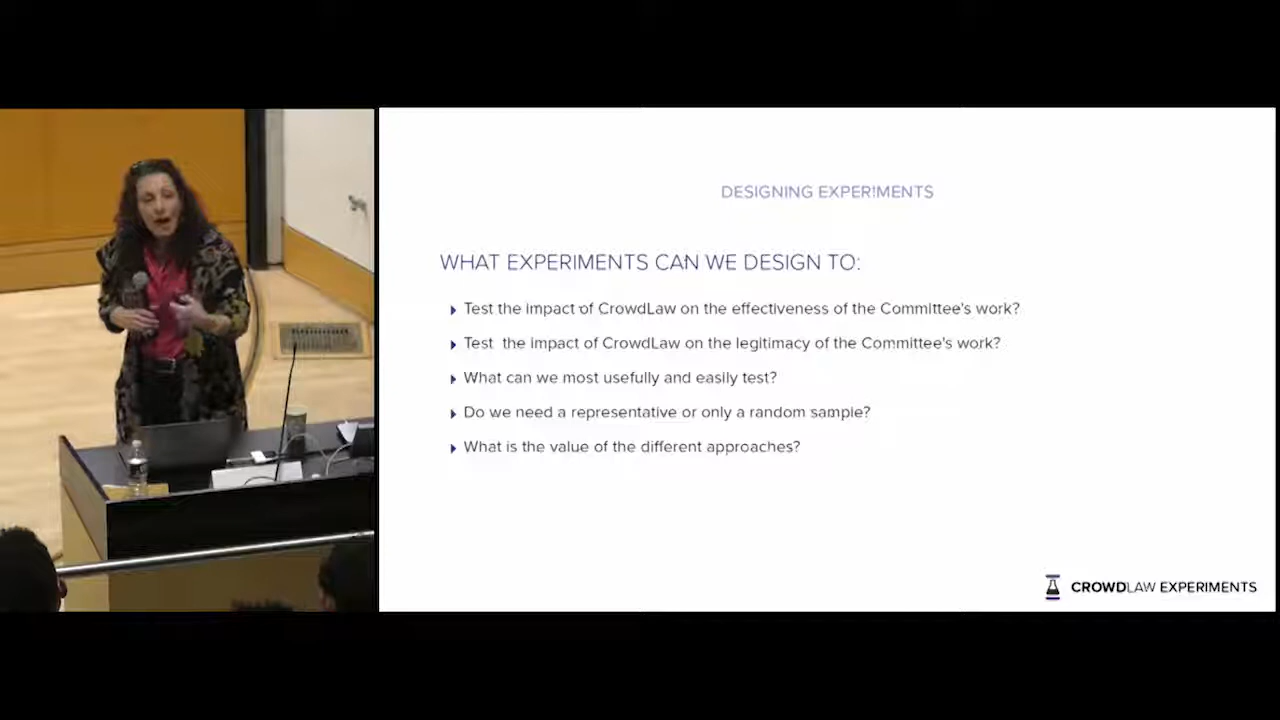 DESIGNING EXPERIMENTS
WHAT EXPERIMENTS CAN WE DESIGN TO:
Test the impact of CrowdLaw on the effectiveness of the Committee's work?
Test the impact of CrowdLaw on the legitimacy of the Committee's work?
What can we most usefully and easily test?
Do we need a representative or only a random sample?
What is the value of the different approaches?
CROWDLAW EXPERIMENTS